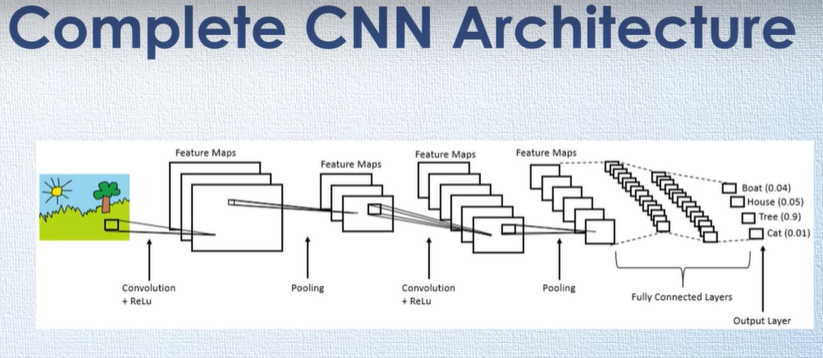 Complete CNN Architecture
Feature Maps
Feature Maps
Feature Maps
Feature Maps
Boat (0.04)
House (0.05)
Tree (0.9)
Cat (0.01)
Convolution
+ ReLu
Pooling
Convolution
+ ReLu
Pooling
Fully Connected Layers
Output Layer